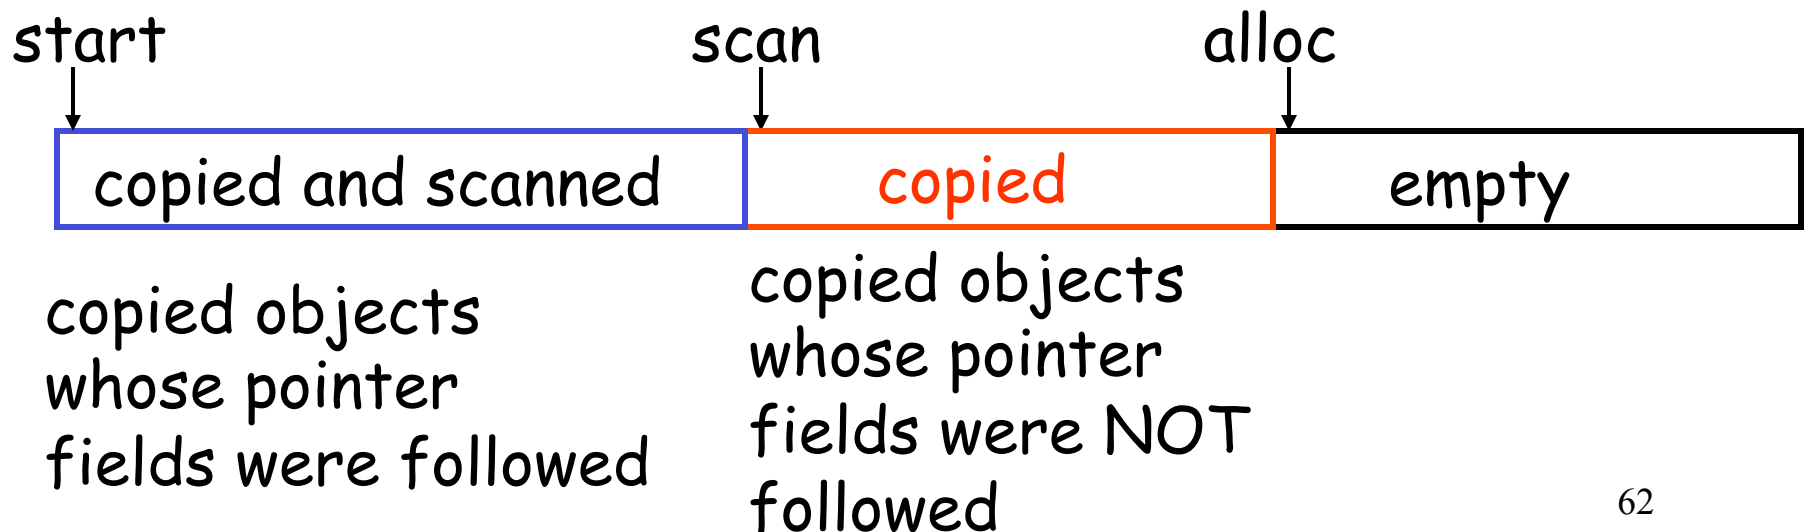 start scan alloc
copied and scanned copied empty
copied objects
whose pointer
fields were followed
copied objects
whose pointer
fields were NOT
followed
62